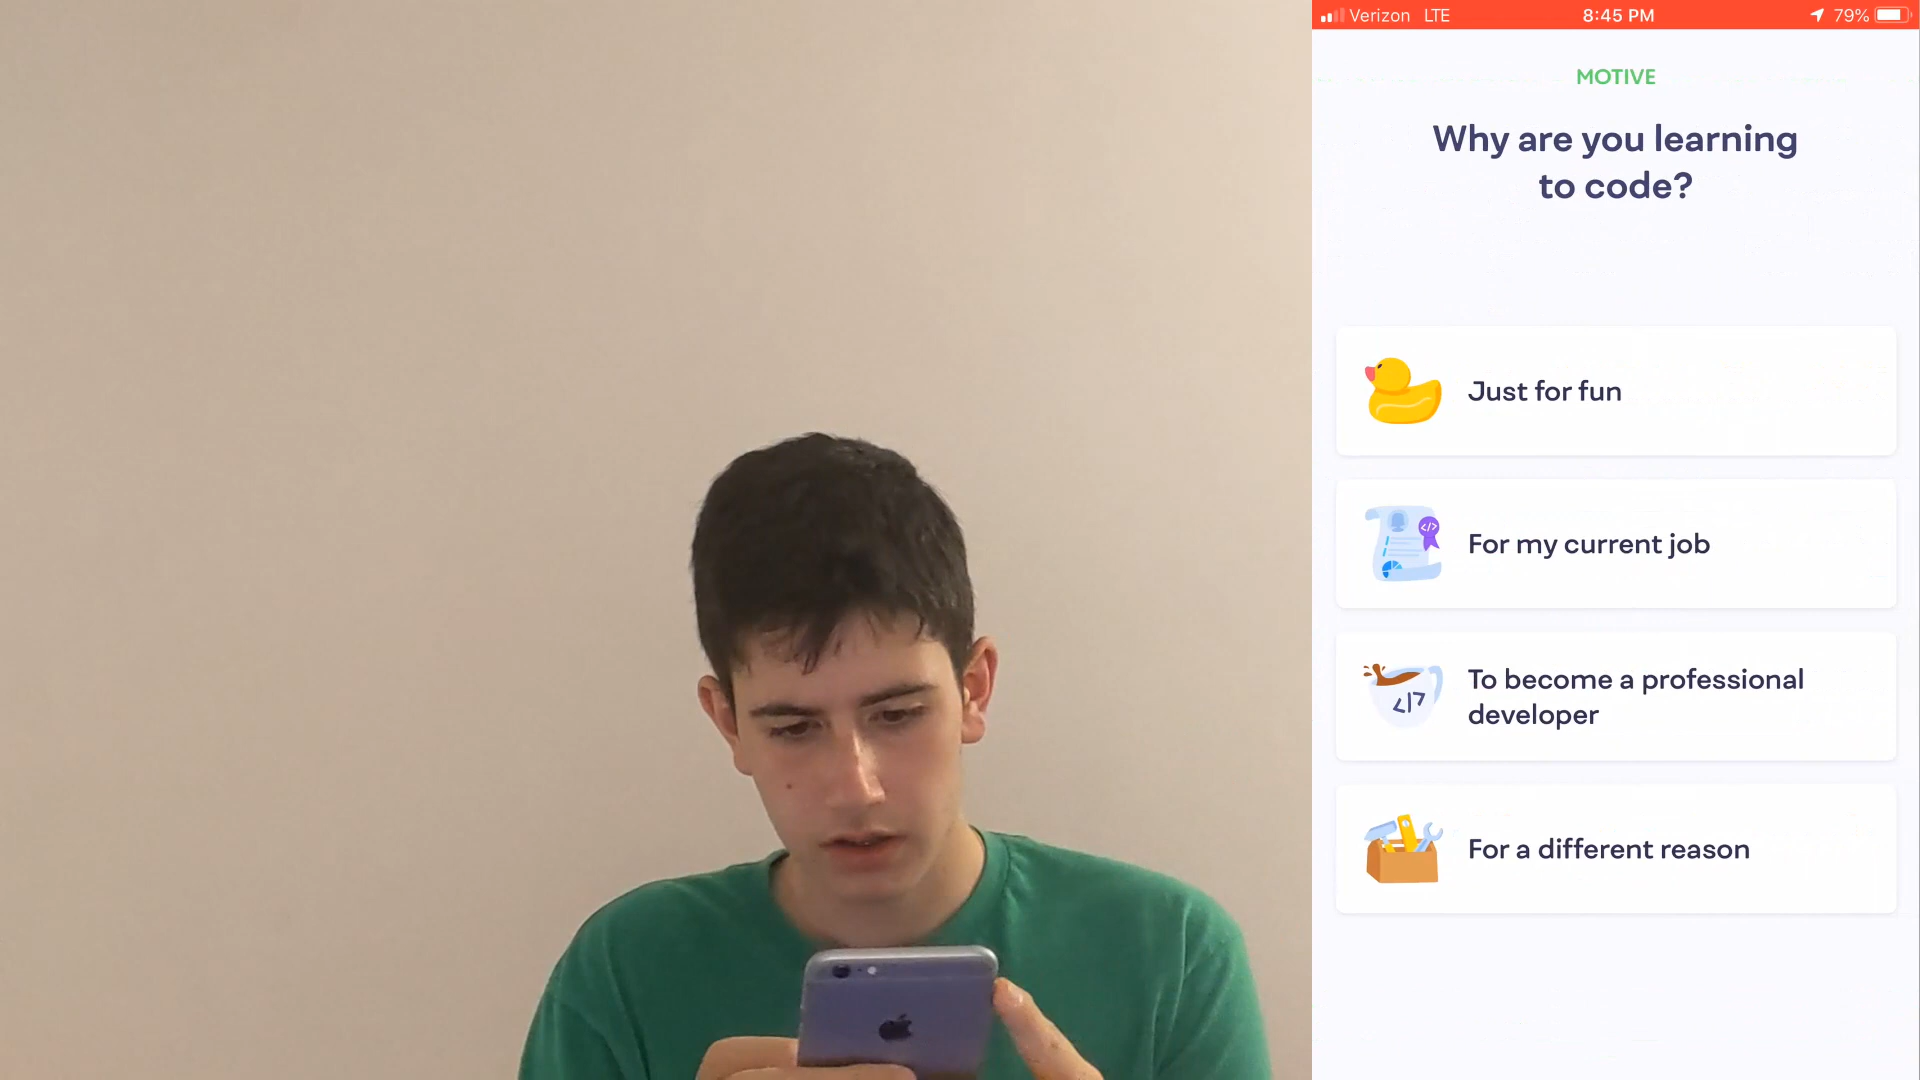 Verizon LTE 8:45 PM 79%
MOTIVE
Why are you learning
to code?
Just for fun
For my current job
To become a professional
developer
For a different reason